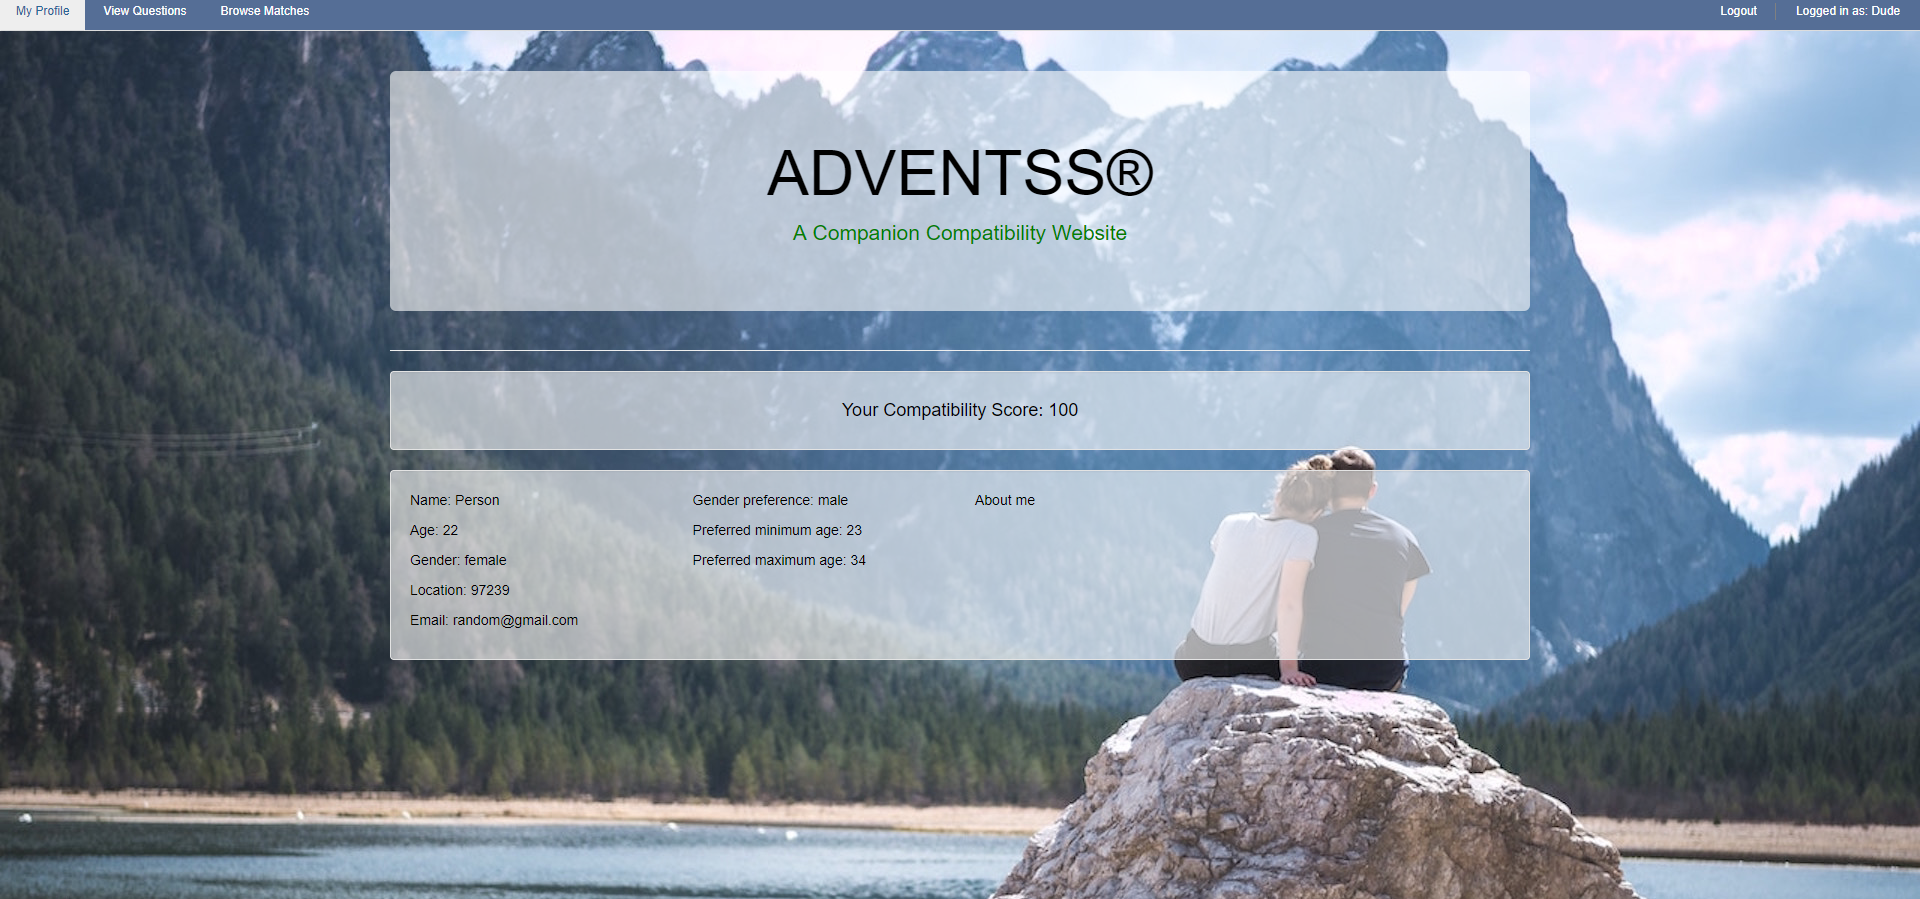 My Profile View Questions Browse Matches Logout Logged in as: Dude
ADVENTSS®
A Companion Compatibility Website
Your Compatibility Score: 100
Name: Person Gender preference: male About me
Age: 22 Preferred minimum age: 23
Gender: female Preferred maximum age: 34
Location: 97239
Email: random@gmail.com